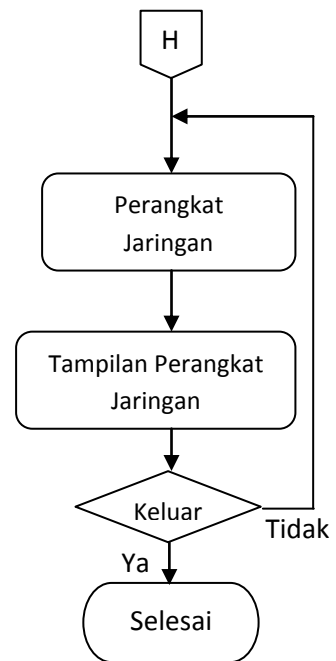 H
Perangkat
Jaringan
Tampilan Perangkat
Jaringan
Keluar
Tidak
Ya
Selesai